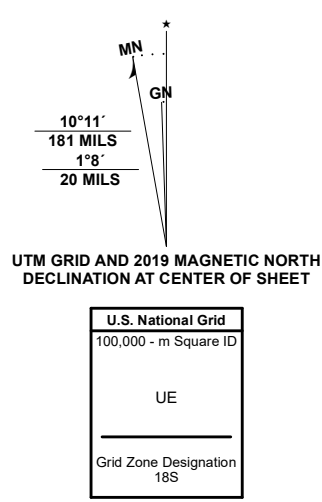 MN
GN
10°11´
181 MILS
1°8´
20 MILS
UTM GRID AND 2019 MAGNETIC NORTH
DECLINATION AT CENTER OF SHEET
U.S. National Grid
100,000 - m Square ID
UE
Grid Zone Designation
18S